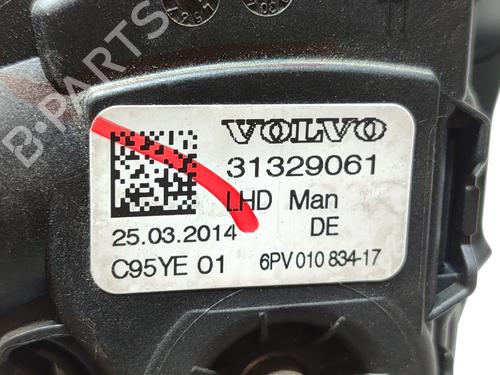 B-PARTS
VOLVO
31329061
LHD Man
25.03.2014 DE
C95YE 01 6PV 010 834-17